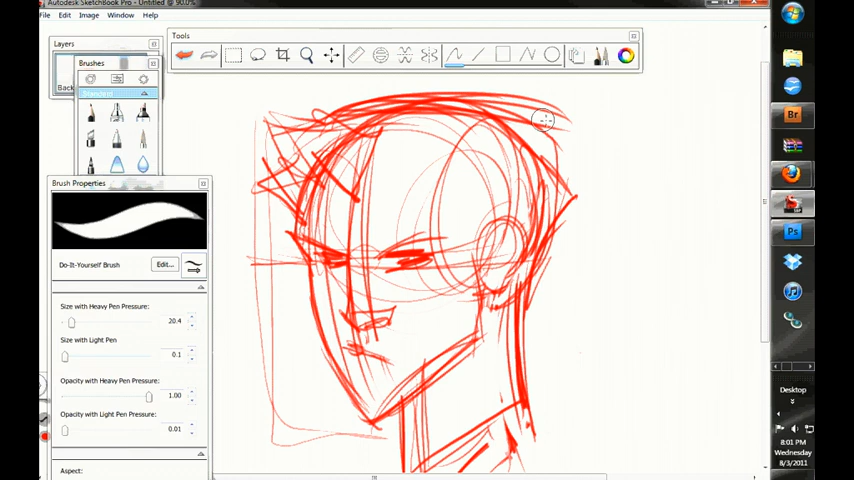 Autodesk SketchBook Pro - Untitled @ 90.0%
File Edit Image Window Help
Layers
Tools
Brushes
Back
Standard
Brush Properties
Do-It-Yourself Brush Edit...
Size with Heavy Pen Pressure:
20.4
Size with Light Pen
0.1
Opacity with Heavy Pen Pressure:
1.00
Opacity with Light Pen Pressure:
0.01
Aspect:
Br
Ps
Desktop
8:01 PM
Wednesday
8/3/2011